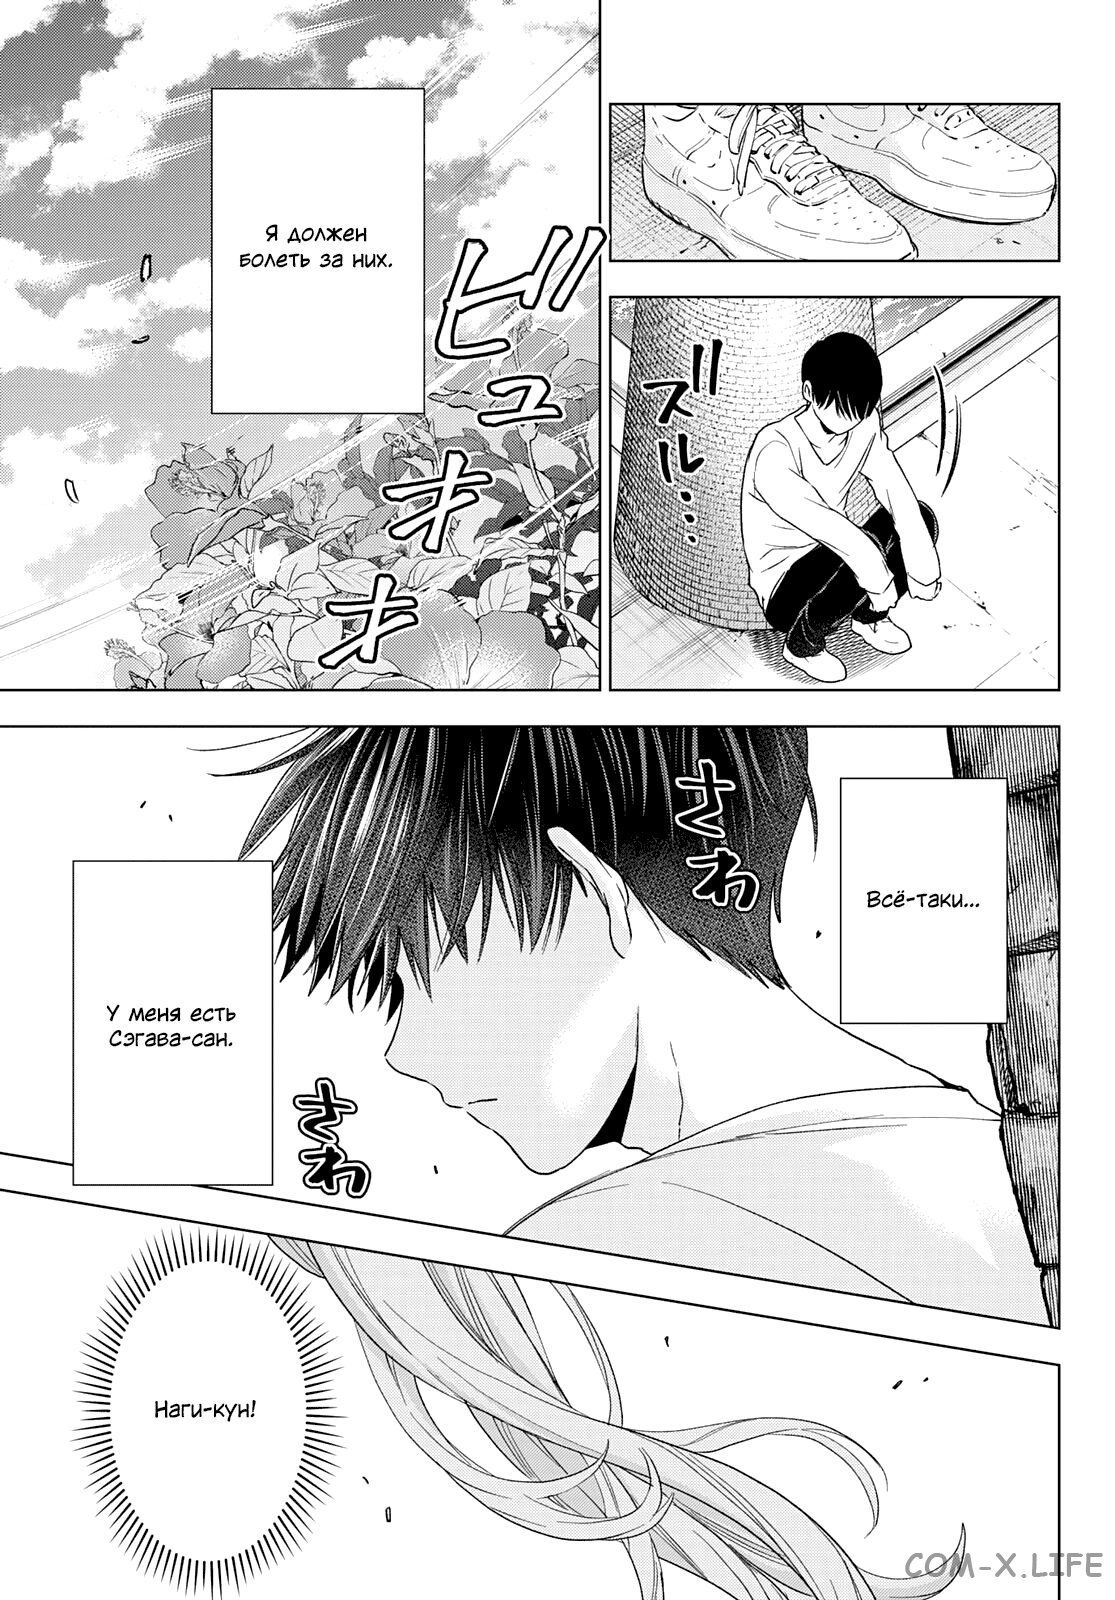 ズル...
Я должен
болеть за них.
ビュオオ
Всё-таки...
さわ
У меня есть
Сэгава-сан.
さわ
Наги-кун!
COM-X.LIFE